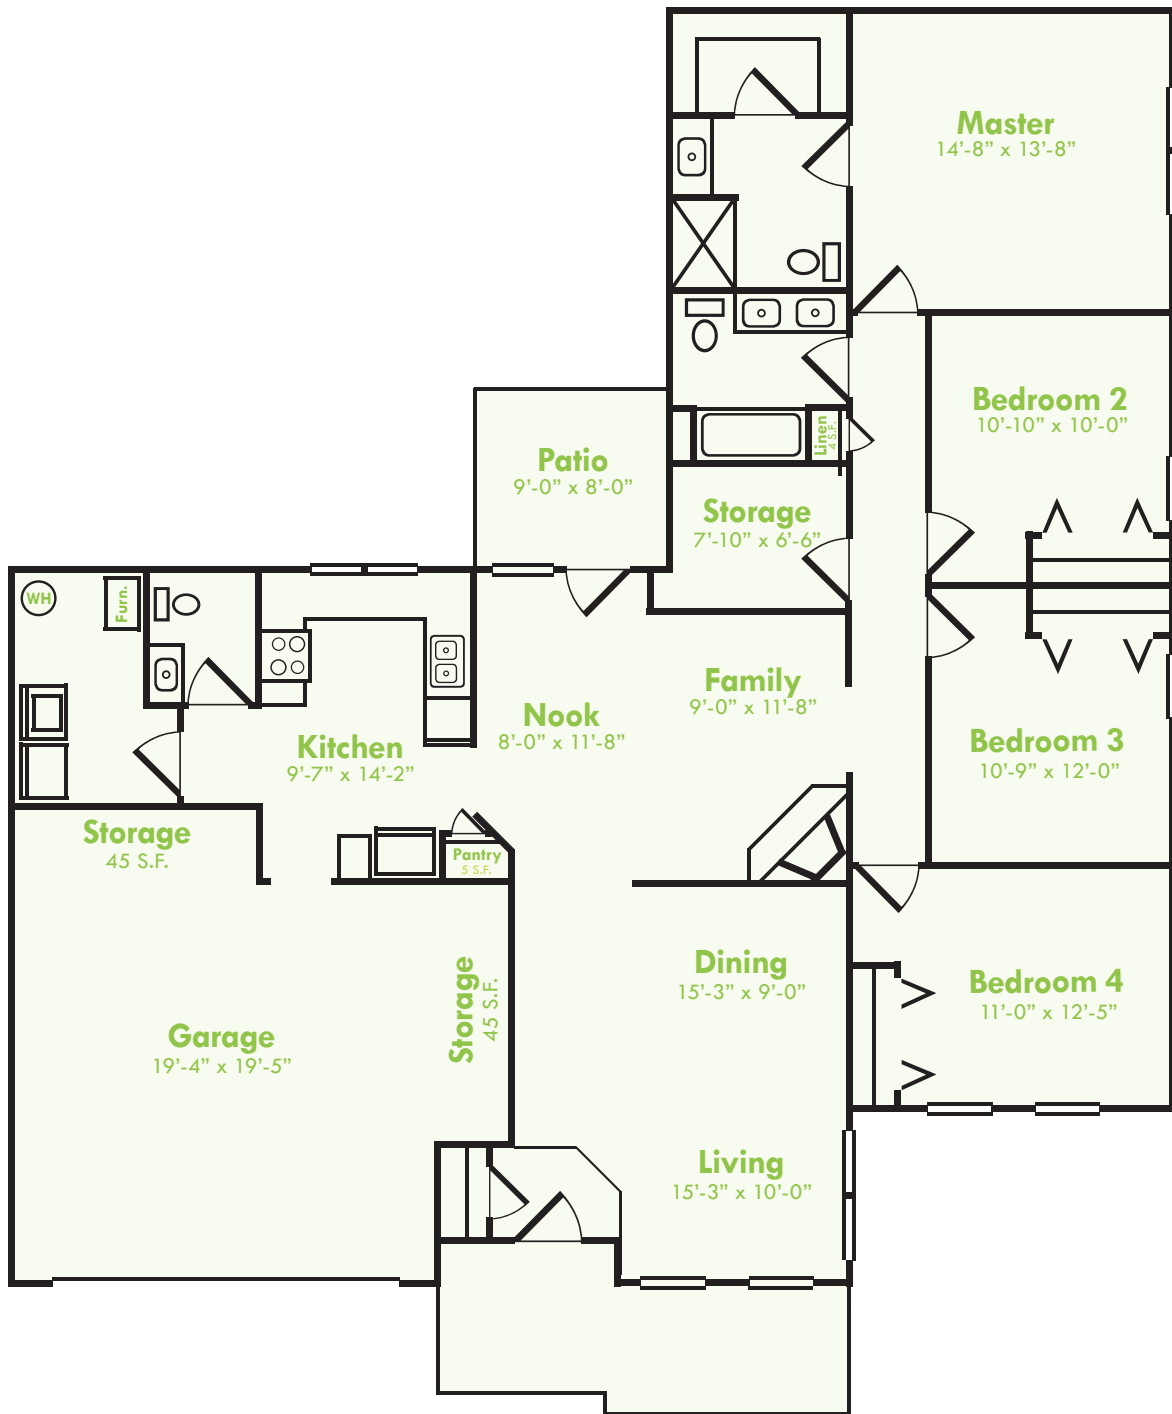 Master
14'-8" x 13'-8"
Bedroom 2
10'-10" x 10'-0"
Linen
4 S.F.
Patio
9'-0" x 8'-0"
Storage
7'-10" x 6'-6"
WH
Furn.
Family
9'-0" x 11'-8"
Nook
8'-0" x 11'-8"
Kitchen
9'-7" x 14'-2"
Bedroom 3
10'-9" x 12'-0"
Storage
45 S.F.
Pantry
5 S.F.
Dining
15'-3" x 9'-0"
Bedroom 4
11'-0" x 12'-5"
Storage
45 S.F.
Garage
19'-4" x 19'-5"
Living
15'-3" x 10'-0"